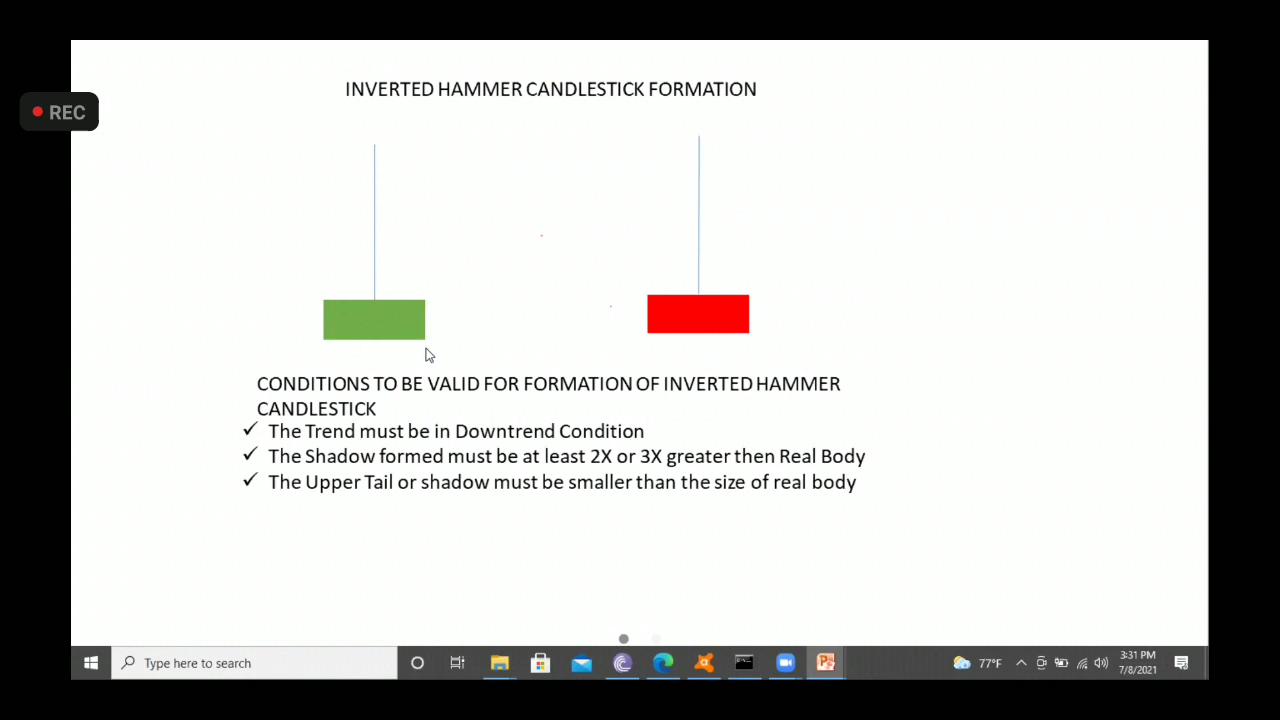 INVERTED HAMMER CANDLESTICK FORMATION
REC
CONDITIONS TO BE VALID FOR FORMATION OF INVERTED HAMMER
CANDLESTICK
✓ The Trend must be in Downtrend Condition
✓ The Shadow formed must be at least 2X or 3X greater then Real Body
✓ The Upper Tail or shadow must be smaller than the size of real body
Type here to search
77°F
3:31 PM
7/8/2021